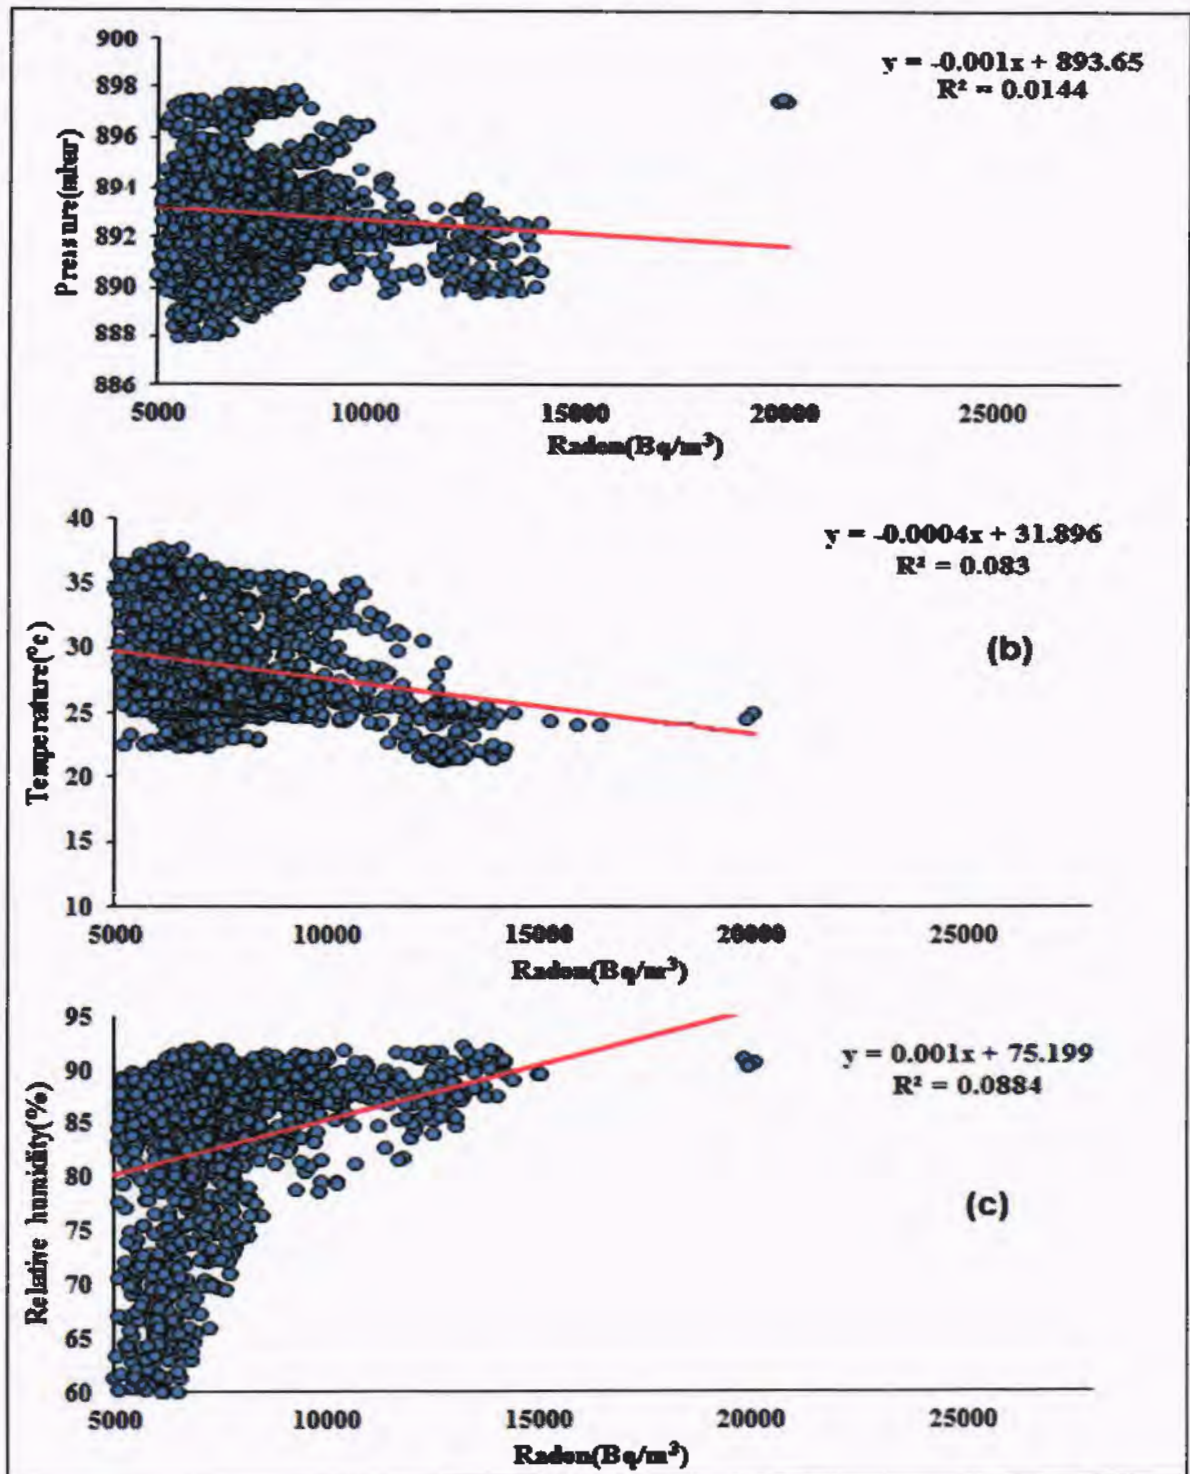 900
898
896
894
892
890
888
886
Pressure(mbar)
y = -0.001x + 893.65
R² = 0.0144
5000 10000 15000 20000 25000
Radon(Bq/m³)
40
35
30
25
20
15
10
Temperature(°c)
y = -0.0004x + 31.896
R² = 0.083
(b)
5000 10000 15000 20000 25000
Radon(Bq/m³)
95
90
85
80
75
70
65
60
Relative humidity(%)
y = 0.001x + 75.199
R² = 0.0884
(c)
5000 10000 15000 20000 25000
Radon(Bq/m³)